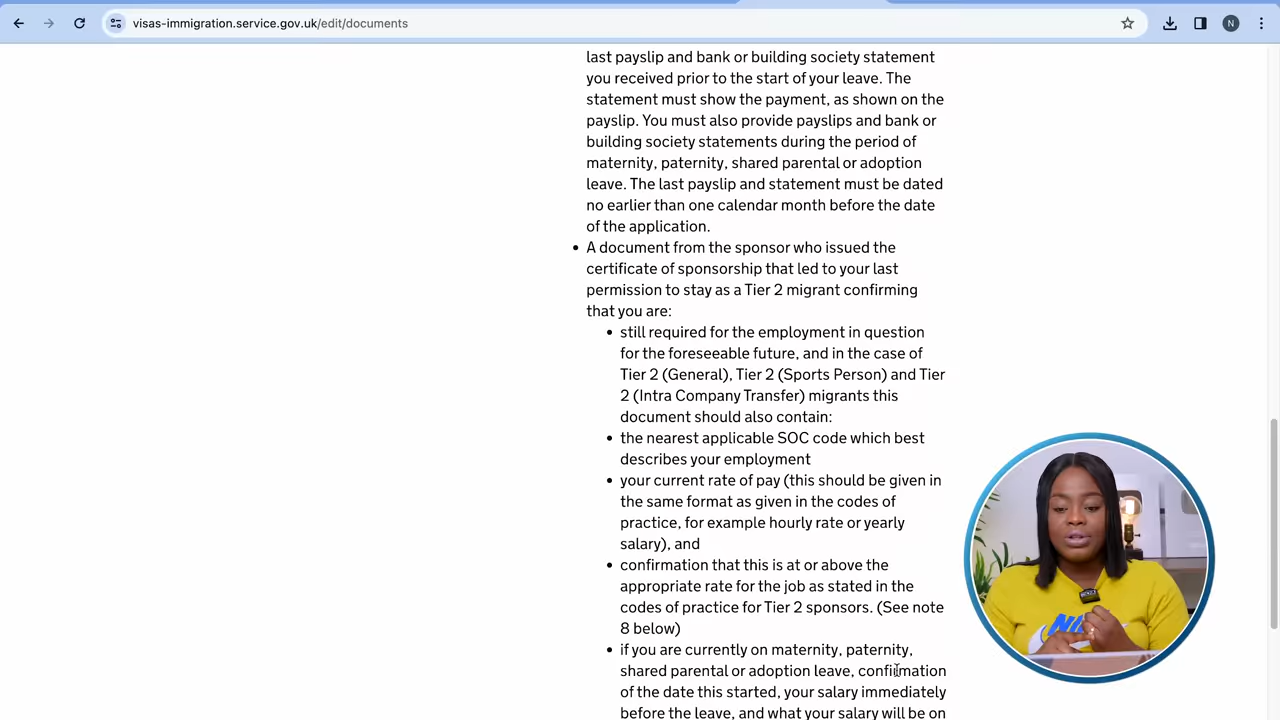 visas-immigration.service.gov.uk/edit/documents
N
last payslip and bank or building society statement
you received prior to the start of your leave. The
statement must show the payment, as shown on the
payslip. You must also provide payslips and bank or
building society statements during the period of
maternity, paternity, shared parental or adoption
leave. The last payslip and statement must be dated
no earlier than one calendar month before the date
of the application.
• A document from the sponsor who issued the
certificate of sponsorship that led to your last
permission to stay as a Tier 2 migrant confirming
that you are:
• still required for the employment in question
for the foreseeable future, and in the case of
Tier 2 (General), Tier 2 (Sports Person) and Tier
2 (Intra Company Transfer) migrants this
document should also contain:
• the nearest applicable SOC code which best
describes your employment
• your current rate of pay (this should be given in
the same format as given in the codes of
practice, for example hourly rate or yearly
salary), and
• confirmation that this is at or above the
appropriate rate for the job as stated in the
codes of practice for Tier 2 sponsors. (See note
8 below)
• if you are currently on maternity, paternity,
shared parental or adoption leave, confirmation
of the date this started, your salary immediately
before the leave, and what your salary will be on